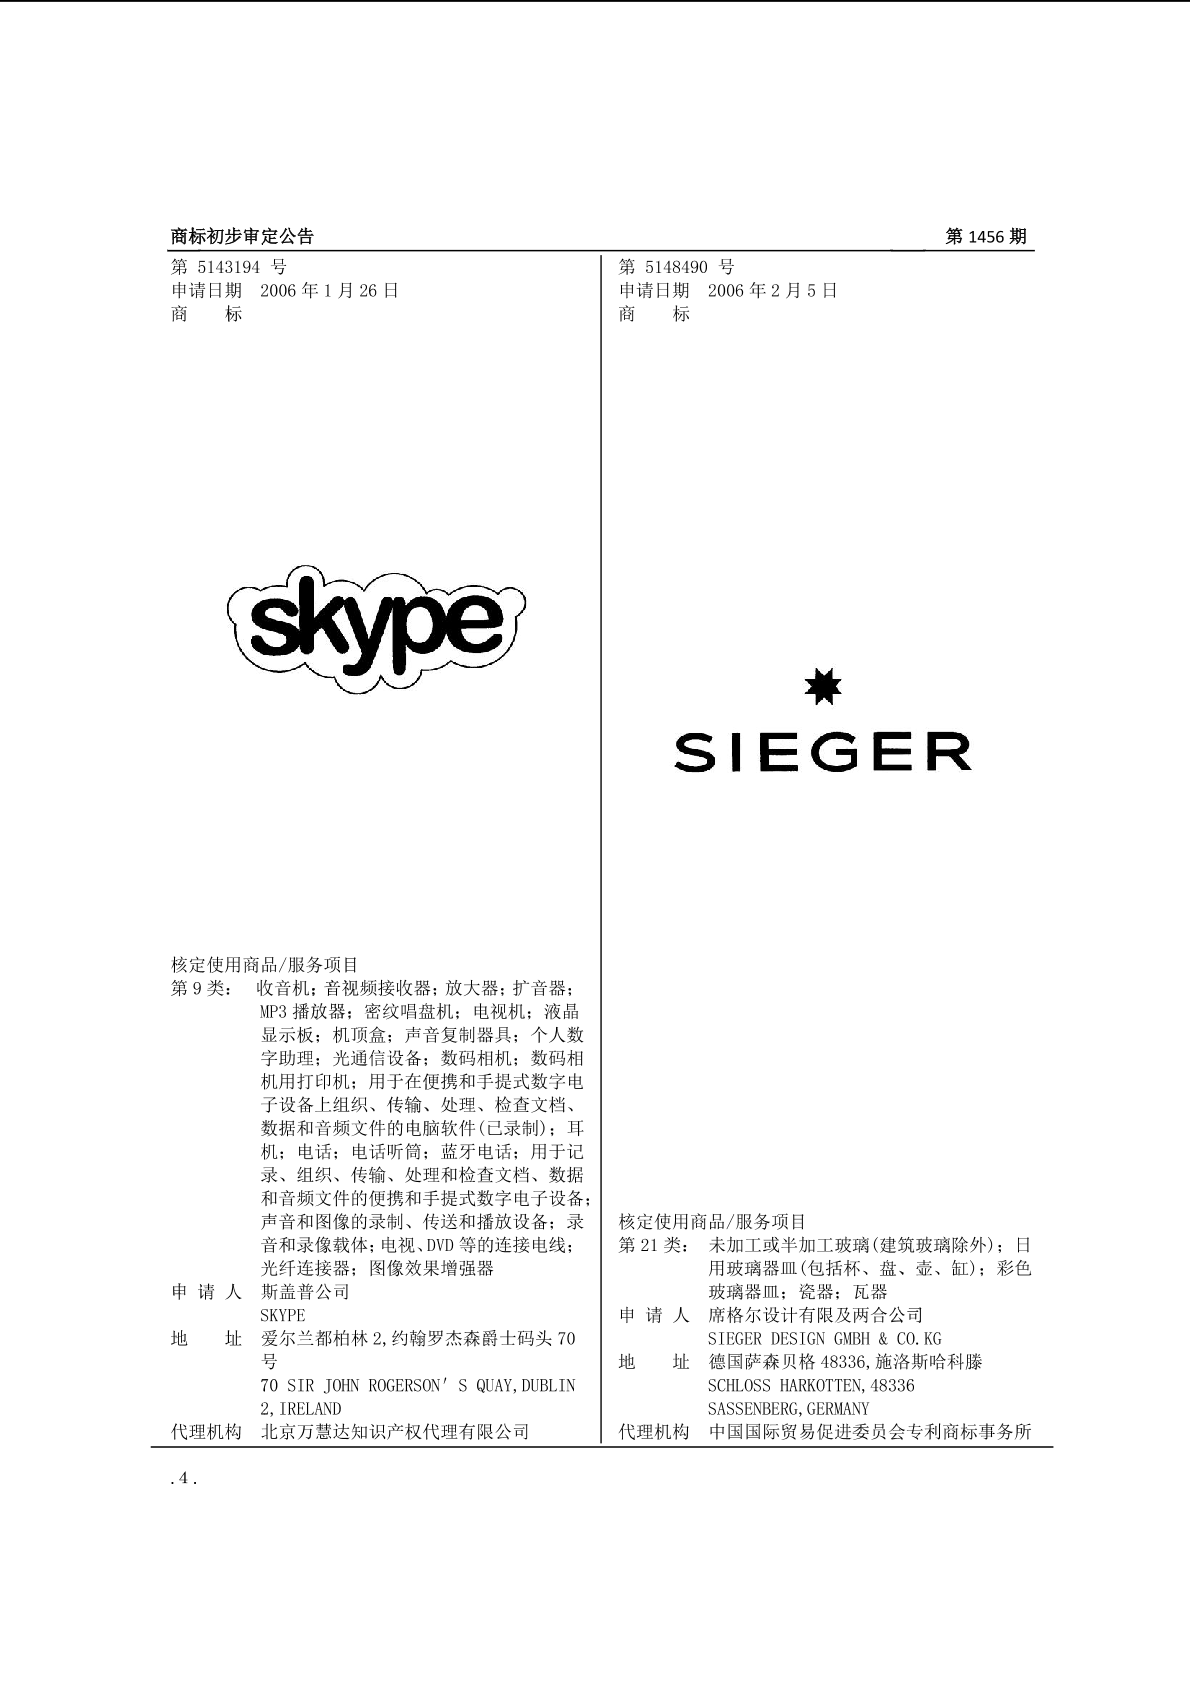 商标初步审定公告 第 1456 期
第 5143194 号
申请日期 2006 年 1 月 26 日
商 标
skype
核定使用商品/服务项目
第 9 类： 收音机；音视频接收器；放大器；扩音器；
MP3 播放器；密纹唱盘机；电视机；液晶
显示板；机顶盒；声音复制器具；个人数
字助理；光通信设备；数码相机；数码相
机用打印机；用于在便携和手提式数字电
子设备上组织、传输、处理、检查文档、
数据和音频文件的电脑软件(已录制)；耳
机；电话；电话听筒；蓝牙电话；用于记
录、组织、传输、处理和检查文档、数据
和音频文件的便携和手提式数字电子设备；
声音和图像的录制、传送和播放设备；录
音和录像载体；电视、DVD 等的连接电线；
光纤连接器；图像效果增强器
申 请 人 斯盖普公司
SKYPE
地 址 爱尔兰都柏林 2,约翰罗杰森爵士码头 70
号
70 SIR JOHN ROGERSON′S QUAY,DUBLIN
2,IRELAND
代理机构 北京万慧达知识产权代理有限公司
第 5148490 号
申请日期 2006 年 2 月 5 日
商 标
SIEGER
核定使用商品/服务项目
第 21 类： 未加工或半加工玻璃(建筑玻璃除外)；日
用玻璃器皿(包括杯、盘、壶、缸)；彩色
玻璃器皿；瓷器；瓦器
申 请 人 席格尔设计有限及两合公司
SIEGER DESIGN GMBH & CO.KG
地 址 德国萨森贝格 48336,施洛斯哈科滕
SCHLOSS HARKOTTEN,48336
SASSENBERG,GERMANY
代理机构 中国国际贸易促进委员会专利商标事务所
. 4 .